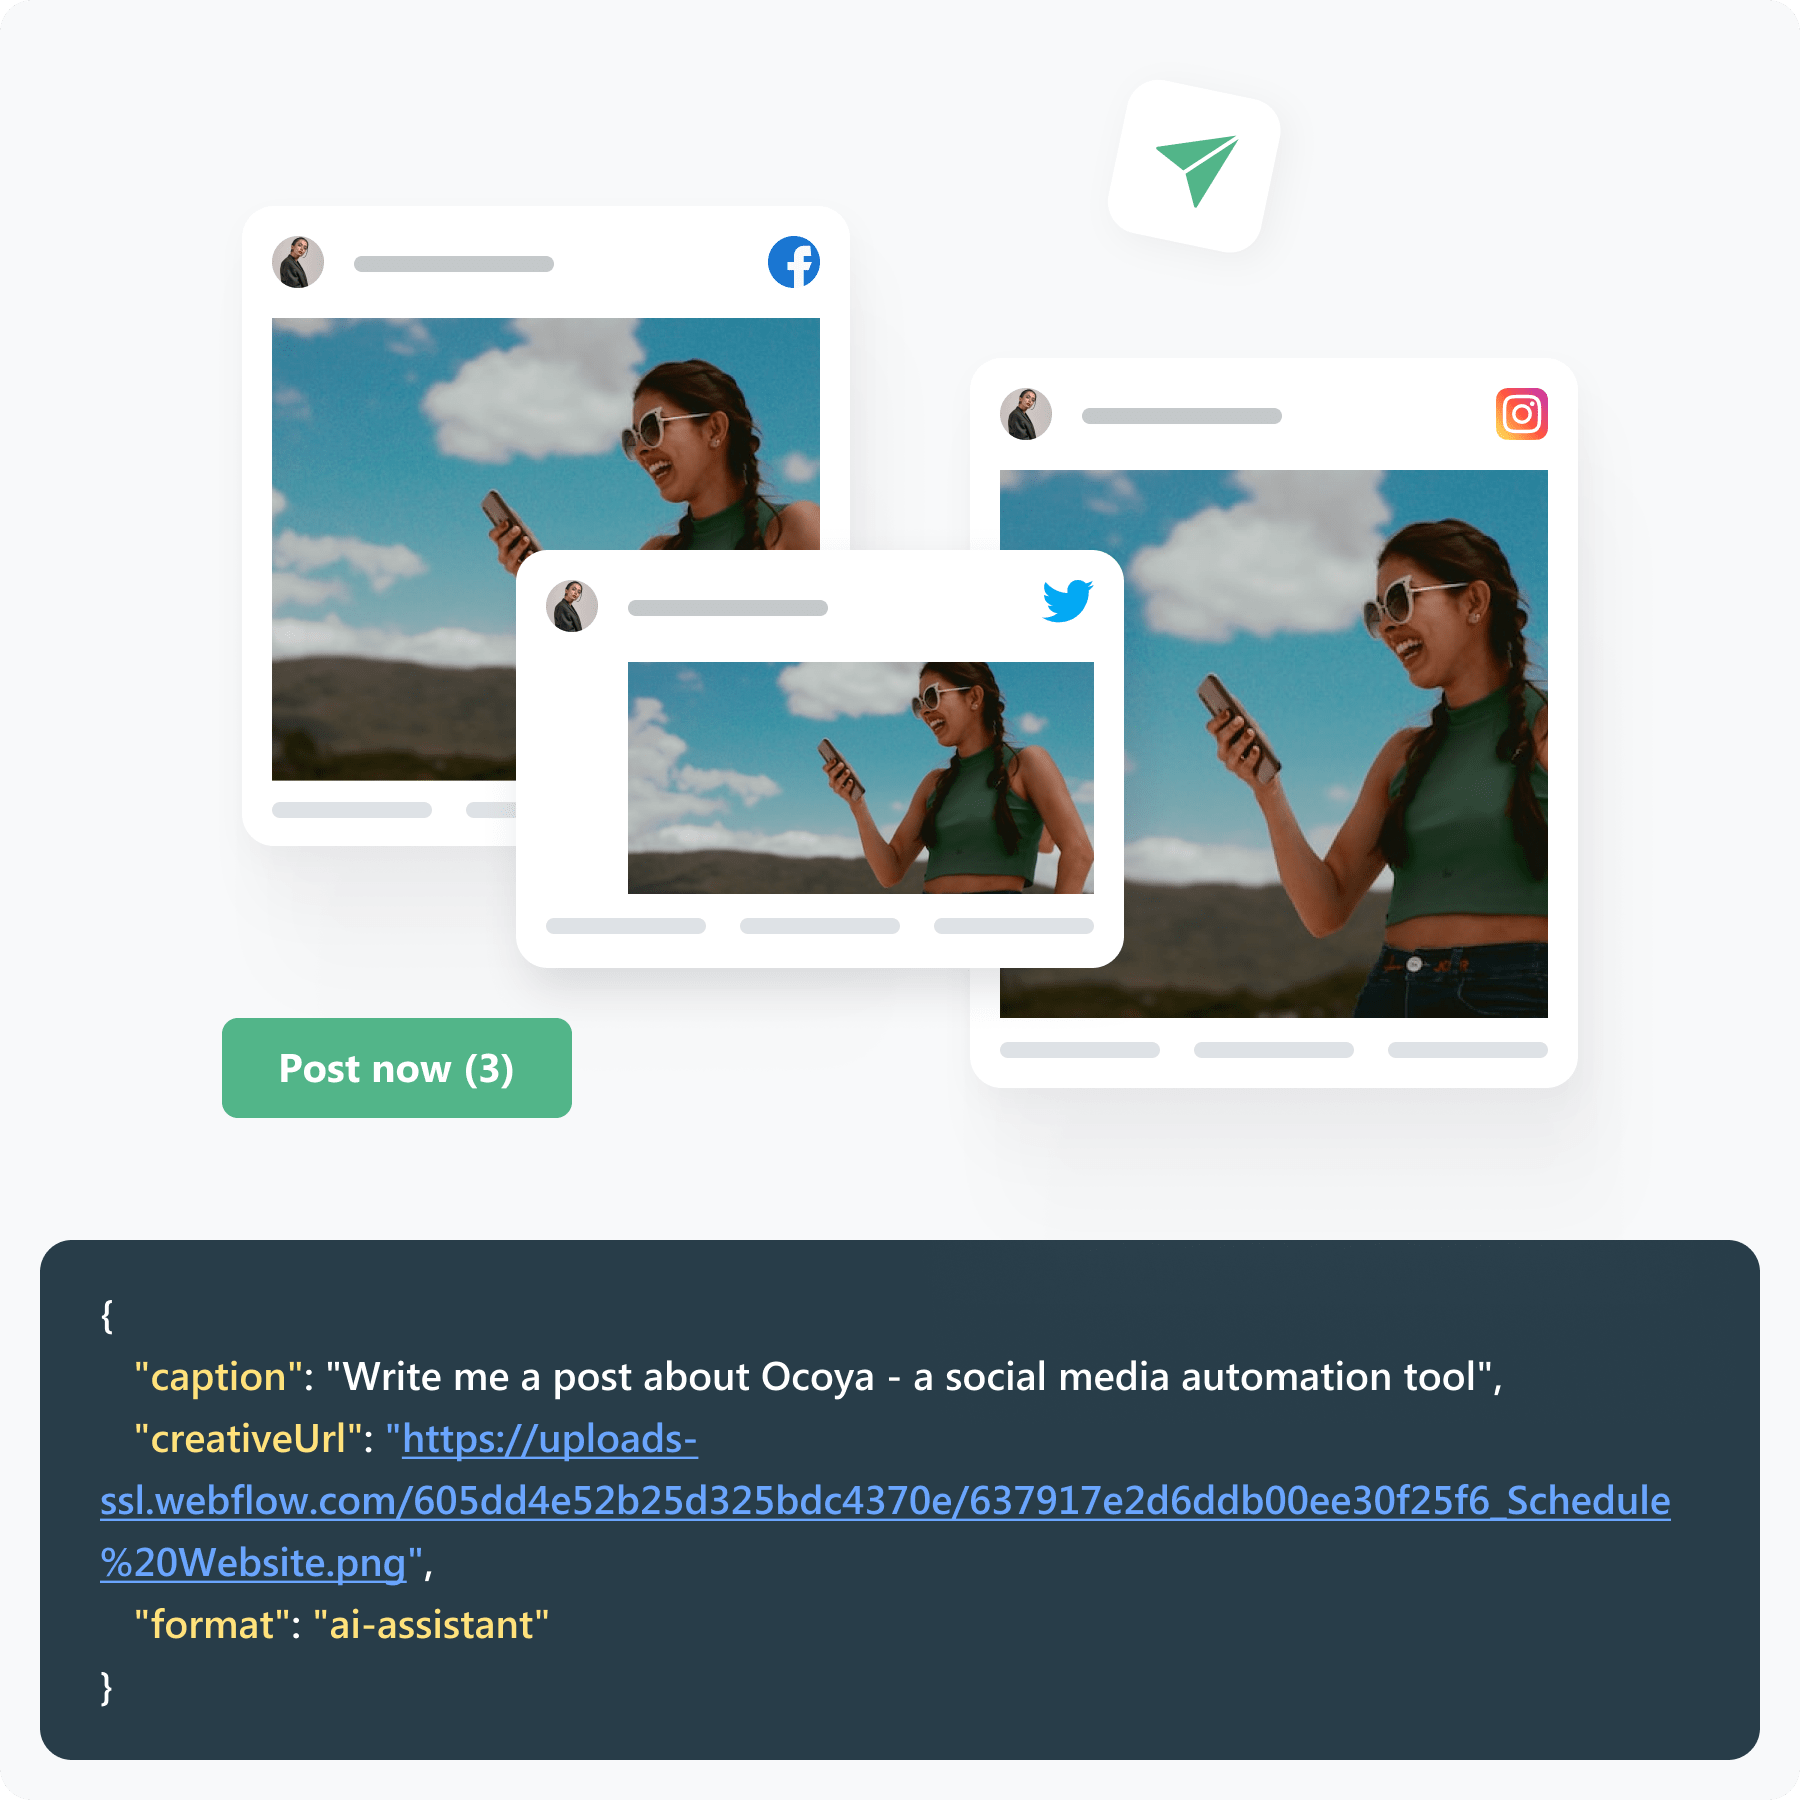 Post now (3)
{
"caption": "Write me a post about Ocoya - a social media automation tool",
"creativeUrl": "https://uploads-
ssl.webflow.com/605dd4e52b25d325bdc4370e/637917e2d6ddb00ee30f25f6_Schedule
%20Website.png",
"format": "ai-assistant"
}